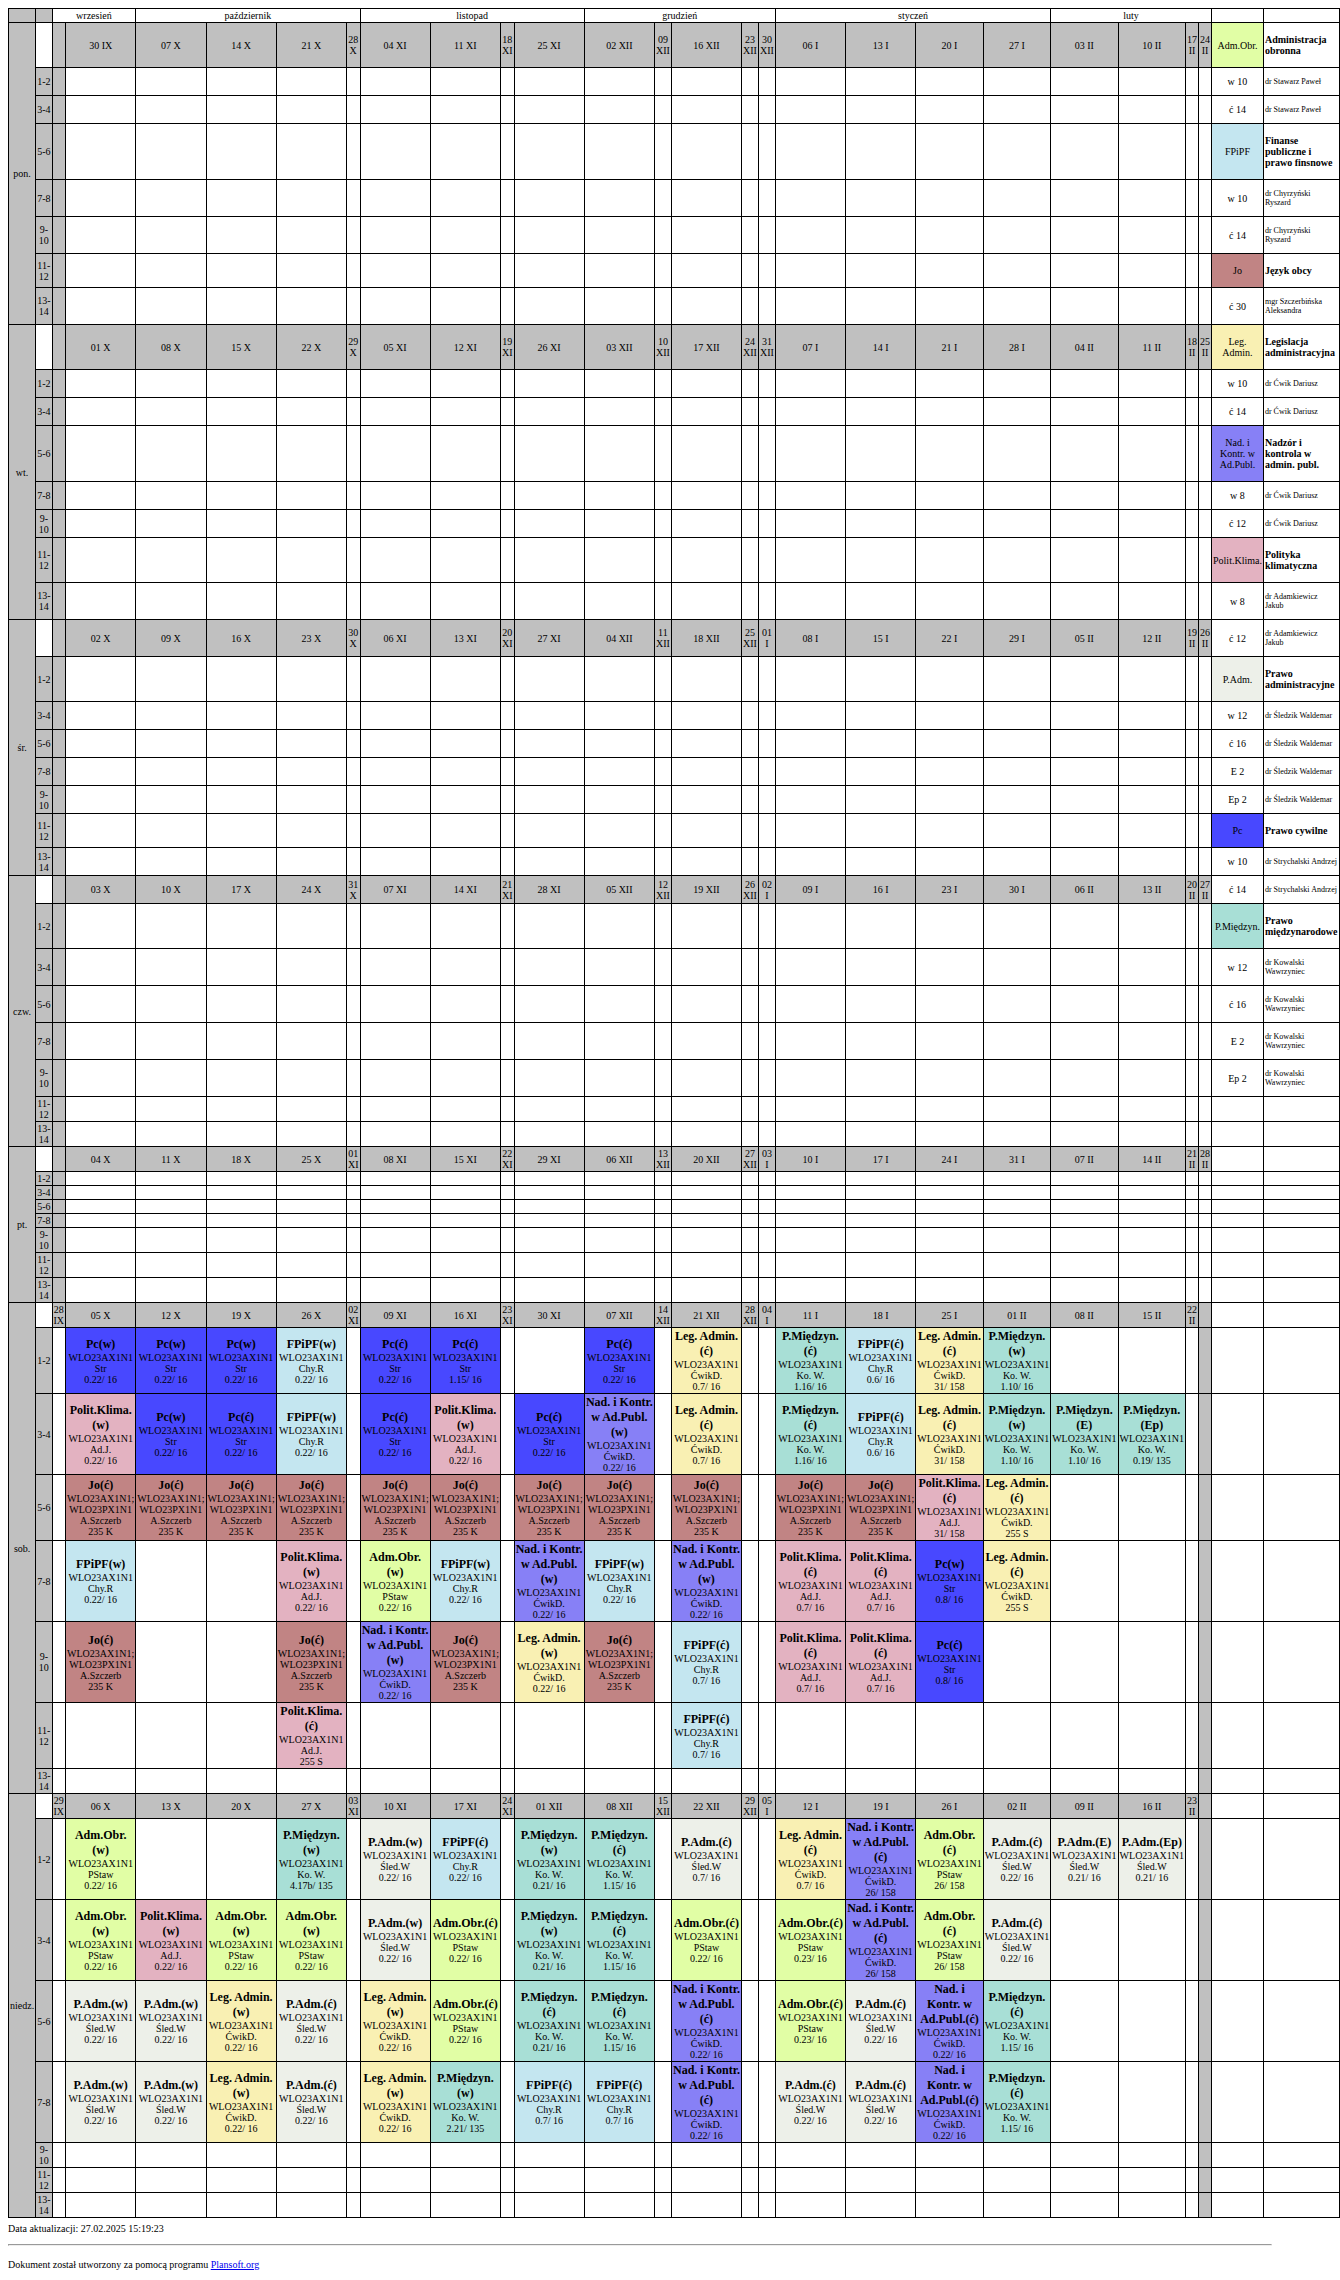 wrzesień październik listopad grudzień styczeń luty
pon. 30 IX 07 X 14 X 21 X 28 X 04 XI 11 XI 18 XI 25 XI 02 XII 09 XII 16 XII 23 XII 30 XII 06 I 13 I 20 I 27 I 03 II 10 II 17 II 24 II Adm.Obr. Administracja obronna
1-2 w 10 dr Stawarz Paweł
3-4 ć 14 dr Stawarz Paweł
5-6 FPiPF Finanse publiczne i prawo finsnowe
7-8 w 10 dr Chyrzyński Ryszard
9-10 ć 14 dr Chyrzyński Ryszard
11-12 Jo Język obcy
13-14 ć 30 mgr Szczerbińska Aleksandra
wt. 01 X 08 X 15 X 22 X 29 X 05 XI 12 XI 19 XI 26 XI 03 XII 10 XII 17 XII 24 XII 31 XII 07 I 14 I 21 I 28 I 04 II 11 II 18 II 25 II Leg. Admin. Legislacja administracyjna
1-2 w 10 dr Ćwik Dariusz
3-4 ć 14 dr Ćwik Dariusz
5-6 Nad. i Kontr. w Ad.Publ. Nadzór i kontrola w admin. publ.
7-8 w 8 dr Ćwik Dariusz
9-10 ć 12 dr Ćwik Dariusz
11-12 Polit.Klima. Polityka klimatyczna
13-14 w 8 dr Adamkiewicz Jakub
śr. 02 X 09 X 16 X 23 X 30 X 06 XI 13 XI 20 XI 27 XI 04 XII 11 XII 18 XII 25 XII 01 I 08 I 15 I 22 I 29 I 05 II 12 II 19 II 26 II ć 12 dr Adamkiewicz Jakub
1-2 P.Adm. Prawo administracyjne
3-4 w 12 dr Śledzik Waldemar
5-6 ć 16 dr Śledzik Waldemar
7-8 E 2 dr Śledzik Waldemar
9-10 Ep 2 dr Śledzik Waldemar
11-12 Pc Prawo cywilne
13-14 w 10 dr Strychalski Andrzej
czw. 03 X 10 X 17 X 24 X 31 X 07 XI 14 XI 21 XI 28 XI 05 XII 12 XII 19 XII 26 XII 02 I 09 I 16 I 23 I 30 I 06 II 13 II 20 II 27 II ć 14 dr Strychalski Andrzej
1-2 P.Międzyn. Prawo międzynarodowe
3-4 w 12 dr Kowalski Wawrzyniec
5-6 ć 16 dr Kowalski Wawrzyniec
7-8 E 2 dr Kowalski Wawrzyniec
9-10 Ep 2 dr Kowalski Wawrzyniec
11-12
13-14
pt. 04 X 11 X 18 X 25 X 01 XI 08 XI 15 XI 22 XI 29 XI 06 XII 13 XII 20 XII 27 XII 03 I 10 I 17 I 24 I 31 I 07 II 14 II 21 II 28 II
1-2
3-4
5-6
7-8
9-10
11-12
13-14
sob. 28 IX 05 X 12 X 19 X 26 X 02 XI 09 XI 16 XI 23 XI 30 XI 07 XII 14 XII 21 XII 28 XII 04 I 11 I 18 I 25 I 01 II 08 II 15 II 22 II
1-2 Pc(w) WLO23AX1N1 Str 0.22/ 16 Pc(w) WLO23AX1N1 Str 0.22/ 16 Pc(w) WLO23AX1N1 Str 0.22/ 16 FPiPF(w) WLO23AX1N1 Chy.R 0.22/ 16 Pc(ć) WLO23AX1N1 Str 0.22/ 16 Pc(ć) WLO23AX1N1 Str 1.15/ 16 Pc(ć) WLO23AX1N1 Str 0.22/ 16 Leg. Admin.(ć) WLO23AX1N1 ĆwikD. 0.7/ 16 P.Międzyn.(ć) WLO23AX1N1 Ko. W. 1.16/ 16 FPiPF(ć) WLO23AX1N1 Chy.R 0.6/ 16 Leg. Admin.(ć) WLO23AX1N1 ĆwikD. 31/ 158 P.Międzyn.(w) WLO23AX1N1 Ko. W. 1.10/ 16
3-4 Polit.Klima.(w) WLO23AX1N1 Ad.J. 0.22/ 16 Pc(w) WLO23AX1N1 Str 0.22/ 16 Pc(ć) WLO23AX1N1 Str 0.22/ 16 FPiPF(w) WLO23AX1N1 Chy.R 0.22/ 16 Pc(ć) WLO23AX1N1 Str 0.22/ 16 Polit.Klima.(w) WLO23AX1N1 Ad.J. 0.22/ 16 Pc(ć) WLO23AX1N1 Str 0.22/ 16 Nad. i Kontr. w Ad.Publ.(w) WLO23AX1N1 ĆwikD. 0.22/ 16 Leg. Admin.(ć) WLO23AX1N1 ĆwikD. 0.7/ 16 P.Międzyn.(ć) WLO23AX1N1 Ko. W. 1.16/ 16 FPiPF(ć) WLO23AX1N1 Chy.R 0.6/ 16 Leg. Admin.(ć) WLO23AX1N1 ĆwikD. 31/ 158 P.Międzyn.(w) WLO23AX1N1 Ko. W. 1.10/ 16 P.Międzyn.(E) WLO23AX1N1 Ko. W. 1.10/ 16 P.Międzyn.(Ep) WLO23AX1N1 Ko. W. 0.19/ 135
5-6 Jo(ć) WLO23AX1N1; WLO23PX1N1 A.Szczerb 235 K Jo(ć) WLO23AX1N1; WLO23PX1N1 A.Szczerb 235 K Jo(ć) WLO23AX1N1; WLO23PX1N1 A.Szczerb 235 K Jo(ć) WLO23AX1N1; WLO23PX1N1 A.Szczerb 235 K Jo(ć) WLO23AX1N1; WLO23PX1N1 A.Szczerb 235 K Jo(ć) WLO23AX1N1; WLO23PX1N1 A.Szczerb 235 K Jo(ć) WLO23AX1N1; WLO23PX1N1 A.Szczerb 235 K Jo(ć) WLO23AX1N1; WLO23PX1N1 A.Szczerb 235 K Jo(ć) WLO23AX1N1; WLO23PX1N1 A.Szczerb 235 K Jo(ć) WLO23AX1N1; WLO23PX1N1 A.Szczerb 235 K Jo(ć) WLO23AX1N1; WLO23PX1N1 A.Szczerb 235 K Polit.Klima.(ć) WLO23AX1N1 Ad.J. 31/ 158 Leg. Admin.(ć) WLO23AX1N1 ĆwikD. 255 S
7-8 FPiPF(w) WLO23AX1N1 Chy.R 0.22/ 16 Polit.Klima.(w) WLO23AX1N1 Ad.J. 0.22/ 16 Adm.Obr.(w) WLO23AX1N1 PStaw 0.22/ 16 FPiPF(w) WLO23AX1N1 Chy.R 0.22/ 16 Nad. i Kontr. w Ad.Publ.(w) WLO23AX1N1 ĆwikD. 0.22/ 16 FPiPF(w) WLO23AX1N1 Chy.R 0.22/ 16 Nad. i Kontr. w Ad.Publ.(w) WLO23AX1N1 ĆwikD. 0.22/ 16 Polit.Klima.(ć) WLO23AX1N1 Ad.J. 0.7/ 16 Polit.Klima.(ć) WLO23AX1N1 Ad.J. 0.7/ 16 Pc(w) WLO23AX1N1 Str 0.8/ 16 Leg. Admin.(ć) WLO23AX1N1 ĆwikD. 255 S
9-10 Jo(ć) WLO23AX1N1; WLO23PX1N1 A.Szczerb 235 K Jo(ć) WLO23AX1N1; WLO23PX1N1 A.Szczerb 235 K Nad. i Kontr. w Ad.Publ.(w) WLO23AX1N1 ĆwikD. 0.22/ 16 Jo(ć) WLO23AX1N1; WLO23PX1N1 A.Szczerb 235 K Leg. Admin.(w) WLO23AX1N1 ĆwikD. 0.22/ 16 Jo(ć) WLO23AX1N1; WLO23PX1N1 A.Szczerb 235 K FPiPF(ć) WLO23AX1N1 Chy.R 0.7/ 16 Polit.Klima.(ć) WLO23AX1N1 Ad.J. 0.7/ 16 Polit.Klima.(ć) WLO23AX1N1 Ad.J. 0.7/ 16 Pc(ć) WLO23AX1N1 Str 0.8/ 16
11-12 Polit.Klima.(ć) WLO23AX1N1 Ad.J. 255 S FPiPF(ć) WLO23AX1N1 Chy.R 0.7/ 16
13-14
niedz. 29 IX 06 X 13 X 20 X 27 X 03 XI 10 XI 17 XI 24 XI 01 XII 08 XII 15 XII 22 XII 29 XII 05 I 12 I 19 I 26 I 02 II 09 II 16 II 23 II
1-2 Adm.Obr.(w) WLO23AX1N1 PStaw 0.22/ 16 P.Międzyn.(w) WLO23AX1N1 Ko. W. 4.17b/ 135 P.Adm.(w) WLO23AX1N1 Śled.W 0.22/ 16 FPiPF(ć) WLO23AX1N1 Chy.R 0.22/ 16 P.Międzyn.(w) WLO23AX1N1 Ko. W. 0.21/ 16 P.Międzyn.(ć) WLO23AX1N1 Ko. W. 1.15/ 16 P.Adm.(ć) WLO23AX1N1 Śled.W 0.7/ 16 Leg. Admin.(ć) WLO23AX1N1 ĆwikD. 0.7/ 16 Nad. i Kontr. w Ad.Publ.(ć) WLO23AX1N1 ĆwikD. 26/ 158 Adm.Obr.(ć) WLO23AX1N1 PStaw 26/ 158 P.Adm.(ć) WLO23AX1N1 Śled.W 0.22/ 16 P.Adm.(E) WLO23AX1N1 Śled.W 0.21/ 16 P.Adm.(Ep) WLO23AX1N1 Śled.W 0.21/ 16
3-4 Adm.Obr.(w) WLO23AX1N1 PStaw 0.22/ 16 Polit.Klima.(w) WLO23AX1N1 Ad.J. 0.22/ 16 Adm.Obr.(w) WLO23AX1N1 PStaw 0.22/ 16 Adm.Obr.(w) WLO23AX1N1 PStaw 0.22/ 16 P.Adm.(w) WLO23AX1N1 Śled.W 0.22/ 16 Adm.Obr.(ć) WLO23AX1N1 PStaw 0.22/ 16 P.Międzyn.(w) WLO23AX1N1 Ko. W. 0.21/ 16 P.Międzyn.(ć) WLO23AX1N1 Ko. W. 1.15/ 16 Adm.Obr.(ć) WLO23AX1N1 PStaw 0.22/ 16 Adm.Obr.(ć) WLO23AX1N1 PStaw 0.23/ 16 Nad. i Kontr. w Ad.Publ.(ć) WLO23AX1N1 ĆwikD. 26/ 158 Adm.Obr.(ć) WLO23AX1N1 PStaw 26/ 158 P.Adm.(ć) WLO23AX1N1 Śled.W 0.22/ 16
5-6 P.Adm.(w) WLO23AX1N1 Śled.W 0.22/ 16 P.Adm.(w) WLO23AX1N1 Śled.W 0.22/ 16 Leg. Admin.(w) WLO23AX1N1 ĆwikD. 0.22/ 16 P.Adm.(ć) WLO23AX1N1 Śled.W 0.22/ 16 Leg. Admin.(w) WLO23AX1N1 ĆwikD. 0.22/ 16 Adm.Obr.(ć) WLO23AX1N1 PStaw 0.22/ 16 P.Międzyn.(ć) WLO23AX1N1 Ko. W. 0.21/ 16 P.Międzyn.(ć) WLO23AX1N1 Ko. W. 1.15/ 16 Nad. i Kontr. w Ad.Publ.(ć) WLO23AX1N1 ĆwikD. 0.22/ 16 Adm.Obr.(ć) WLO23AX1N1 PStaw 0.23/ 16 P.Adm.(ć) WLO23AX1N1 Śled.W 0.22/ 16 Nad. i Kontr. w Ad.Publ.(ć) WLO23AX1N1 ĆwikD. 0.22/ 16 P.Międzyn.(ć) WLO23AX1N1 Ko. W. 1.15/ 16
7-8 P.Adm.(w) WLO23AX1N1 Śled.W 0.22/ 16 P.Adm.(w) WLO23AX1N1 Śled.W 0.22/ 16 Leg. Admin.(w) WLO23AX1N1 ĆwikD. 0.22/ 16 P.Adm.(ć) WLO23AX1N1 Śled.W 0.22/ 16 Leg. Admin.(w) WLO23AX1N1 ĆwikD. 0.22/ 16 P.Międzyn.(w) WLO23AX1N1 Ko. W. 2.21/ 135 FPiPF(ć) WLO23AX1N1 Chy.R 0.7/ 16 FPiPF(ć) WLO23AX1N1 Chy.R 0.7/ 16 Nad. i Kontr. w Ad.Publ.(ć) WLO23AX1N1 ĆwikD. 0.22/ 16 P.Adm.(ć) WLO23AX1N1 Śled.W 0.22/ 16 P.Adm.(ć) WLO23AX1N1 Śled.W 0.22/ 16 Nad. i Kontr. w Ad.Publ.(ć) WLO23AX1N1 ĆwikD. 0.22/ 16 P.Międzyn.(ć) WLO23AX1N1 Ko. W. 1.15/ 16
9-10
11-12
13-14
Data aktualizacji: 27.02.2025 15:19:23
Dokument został utworzony za pomocą programu Plansoft.org